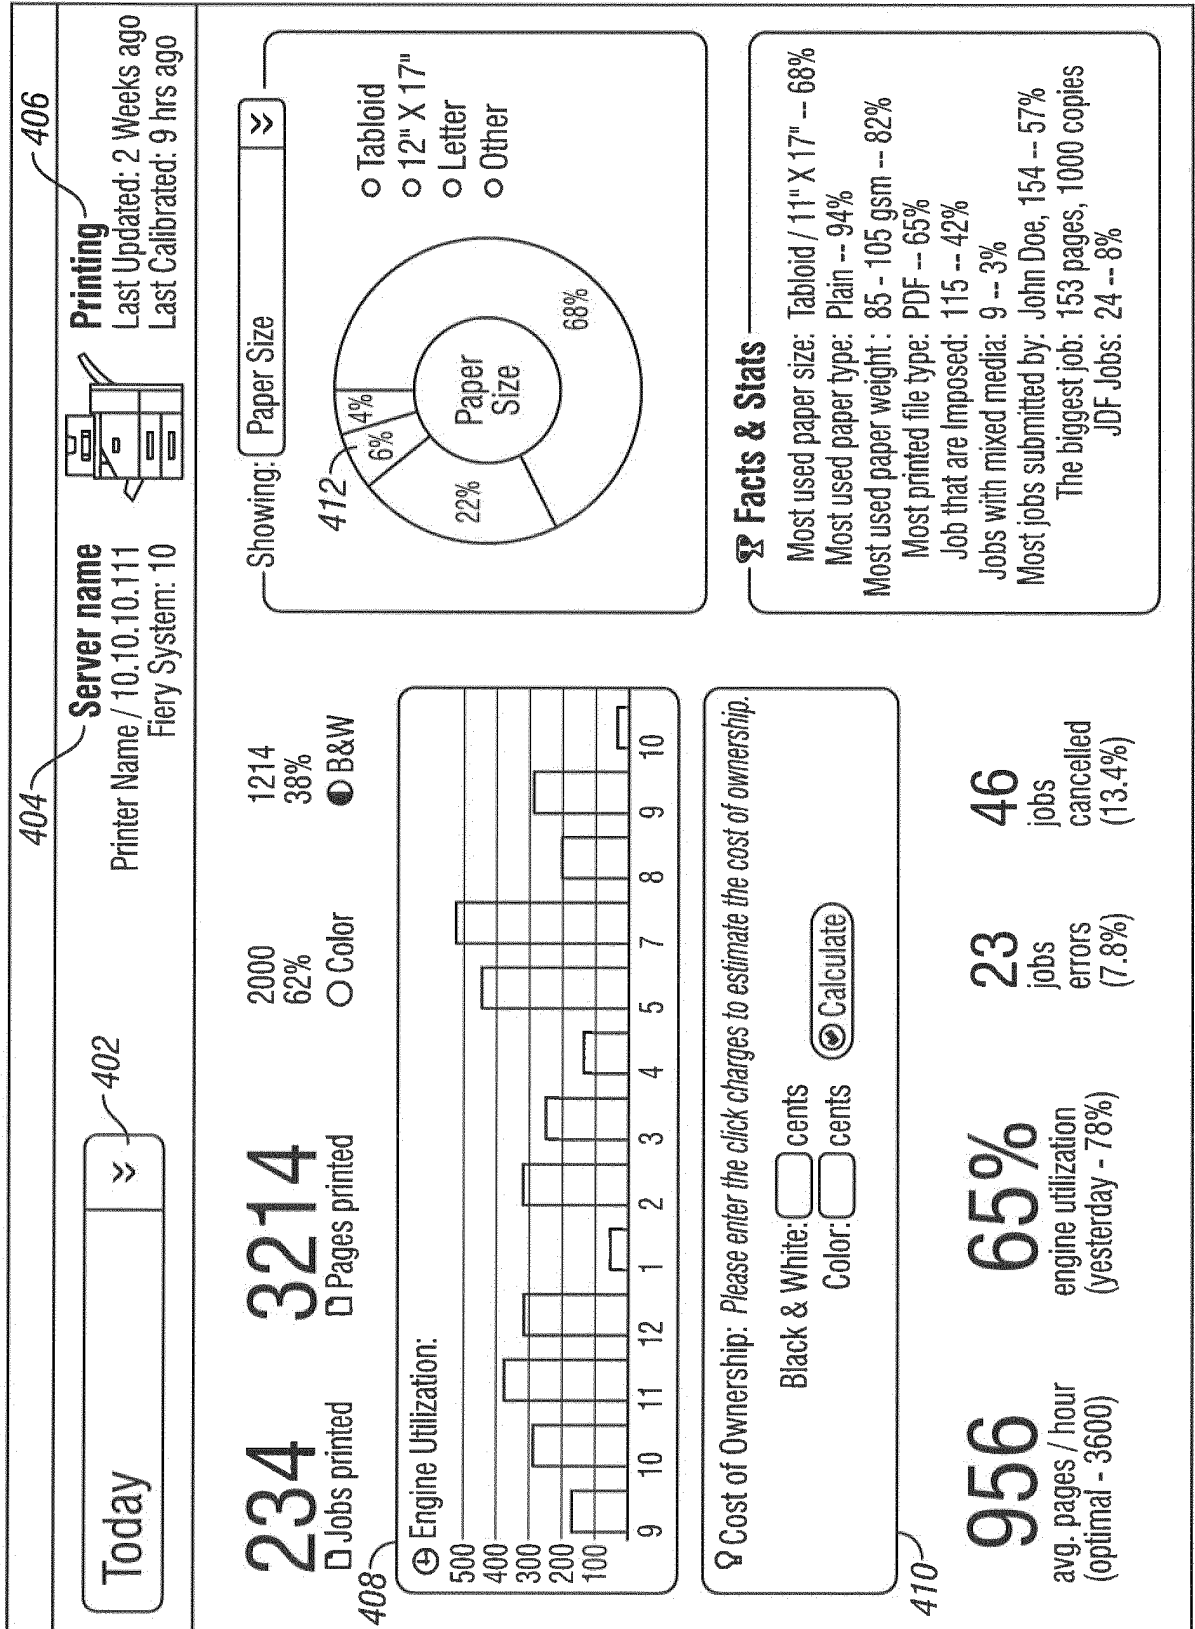 Today
402
404
Server name
Printer Name / 10.10.10.111
Fiery System: 10
406
Printing
Last Updated: 2 Weeks ago
Last Calibrated: 9 hrs ago
234
Jobs printed
3214
Pages printed
2000
62%
Color
1214
38%
B&W
408
Engine Utilization:
500
400
300
200
100
9 10 11 12 1 2 3 4 5 7 8 9 10
Cost of Ownership: Please enter the click charges to estimate the cost of ownership.
Black & White: cents
Color: cents
Calculate
410
956
avg. pages / hour
(optimal - 3600)
65%
engine utilization
(yesterday - 78%)
23
jobs
errors
(7.8%)
46
jobs
cancelled
(13.4%)
Showing: Paper Size
412
4%
6%
22%
68%
Paper
Size
Tabloid
12" X 17"
Letter
Other
Facts & Stats
Most used paper size: Tabloid / 11" X 17" -- 68%
Most used paper type: Plain -- 94%
Most used paper weight : 85 - 105 gsm -- 82%
Most printed file type: PDF -- 65%
Job that are Imposed: 115 -- 42%
Jobs with mixed media: 9 -- 3%
Most jobs submitted by: John Doe, 154 -- 57%
The biggest job: 153 pages, 1000 copies
JDF Jobs: 24 -- 8%